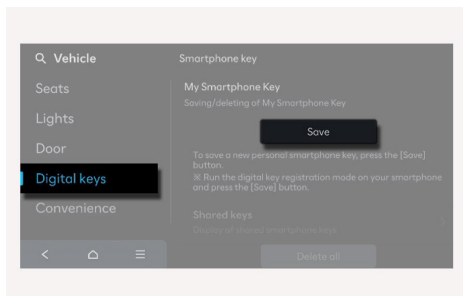 Vehicle
Smartphone key
Seats
Lights
Door
Digital keys
Convenience
My Smartphone Key
Saving/deleting of My Smartphone Key
Save
To save a new personal smartphone key, press the [Save]
button.
※ Run the digital key registration mode on your smartphone
and press the [Save] button.
Shared keys
Display of shared smartphone keys
Delete all